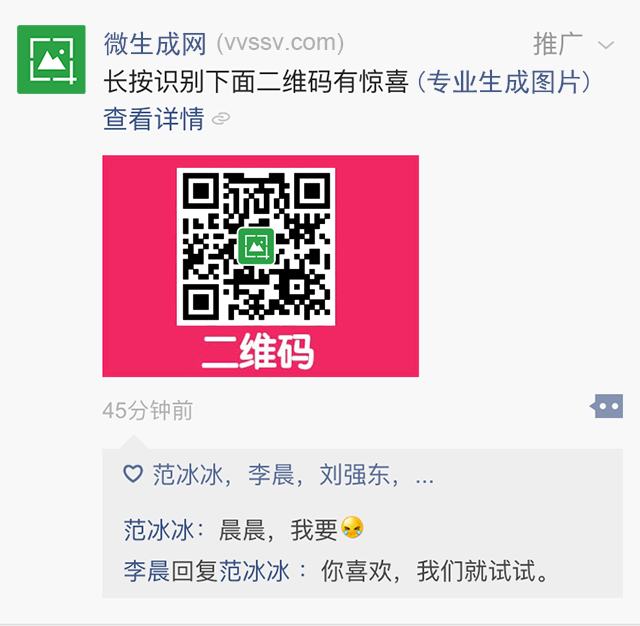 微生成网 (vvssv.com) 推广
长按识别下面二维码有惊喜（专业生成图片）
查看详情
二维码
45分钟前
范冰冰，李晨，刘强东，...
范冰冰：晨晨，我要
李晨回复范冰冰：你喜欢，我们就试试。